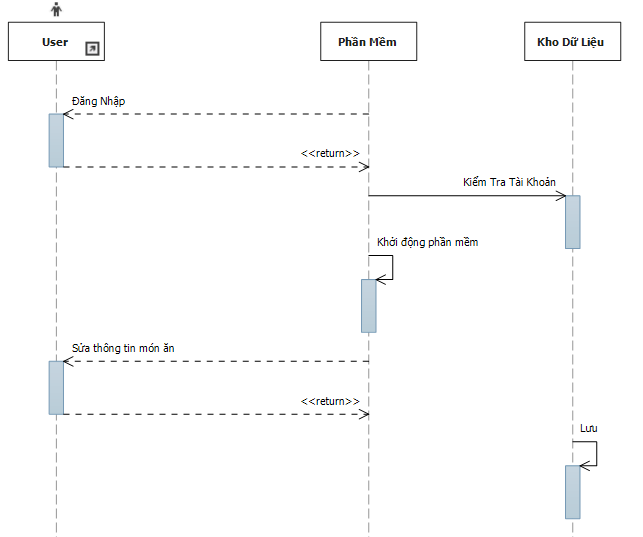 User
Phần Mềm
Kho Dữ Liệu
Đăng Nhập
<<return>>
Kiểm Tra Tài Khoản
Khởi động phần mềm
Sửa thông tin món ăn
<<return>>
Lưu